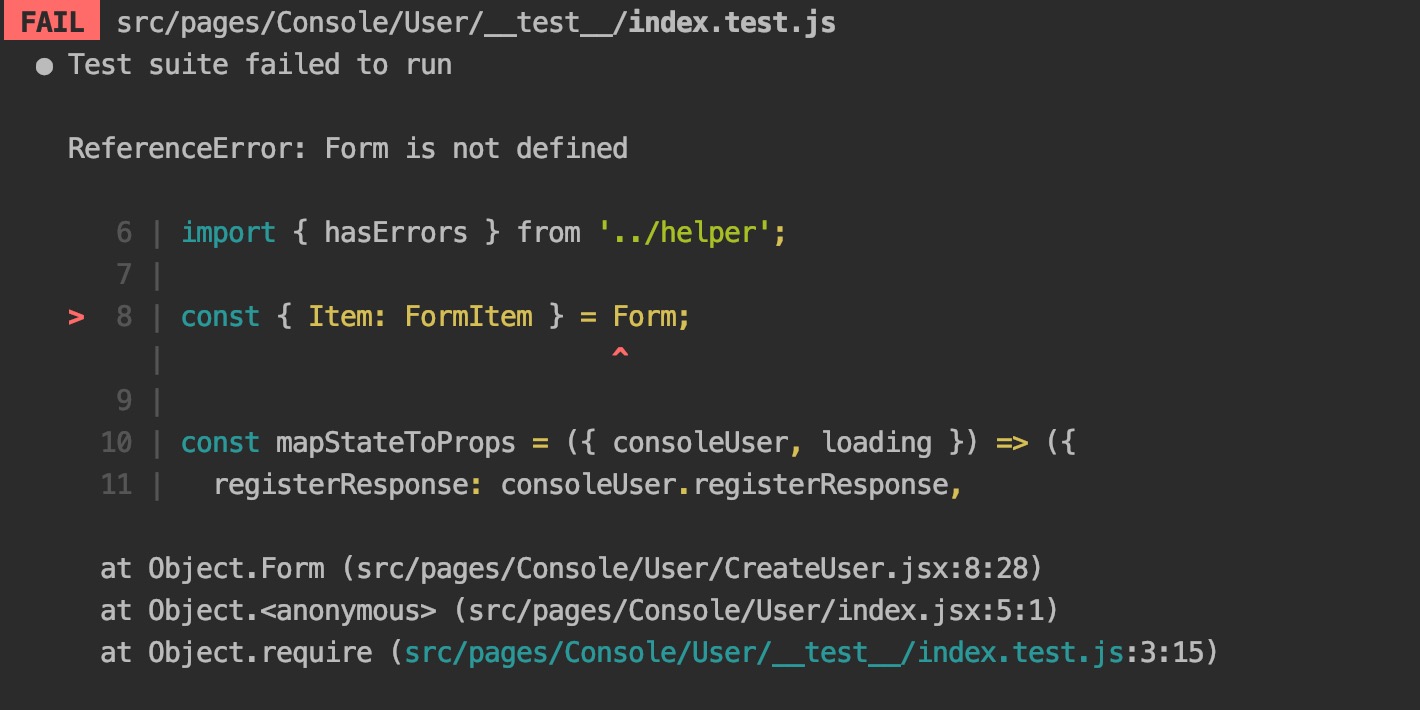 FAIL src/pages/Console/User/__test__/index.test.js
● Test suite failed to run
ReferenceError: Form is not defined
6 | import { hasErrors } from '../helper';
7 |
> 8 | const { Item: FormItem } = Form;
| ^
9 |
10 | const mapStateToProps = ({ consoleUser, loading }) => ({
11 | registerResponse: consoleUser.registerResponse,
at Object.Form (src/pages/Console/User/CreateUser.jsx:8:28)
at Object.<anonymous> (src/pages/Console/User/index.jsx:5:1)
at Object.require (src/pages/Console/User/__test__/index.test.js:3:15)